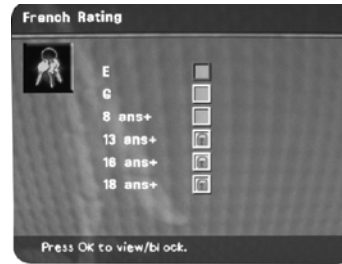 French Rating
E
G
8 ans+
13 ans+
16 ans+
18 ans+
Press OK to view/block.